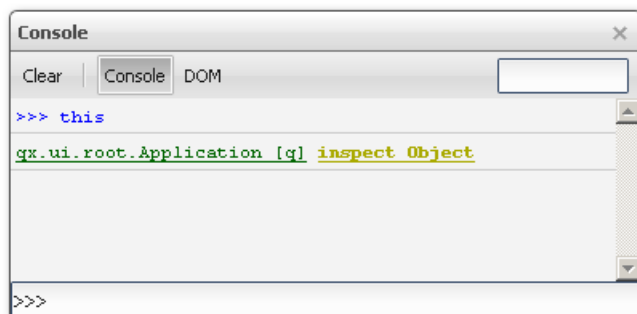 Console
Clear Console DOM
>>> this
qx.ui.root.Application [q] inspect Object
>>>